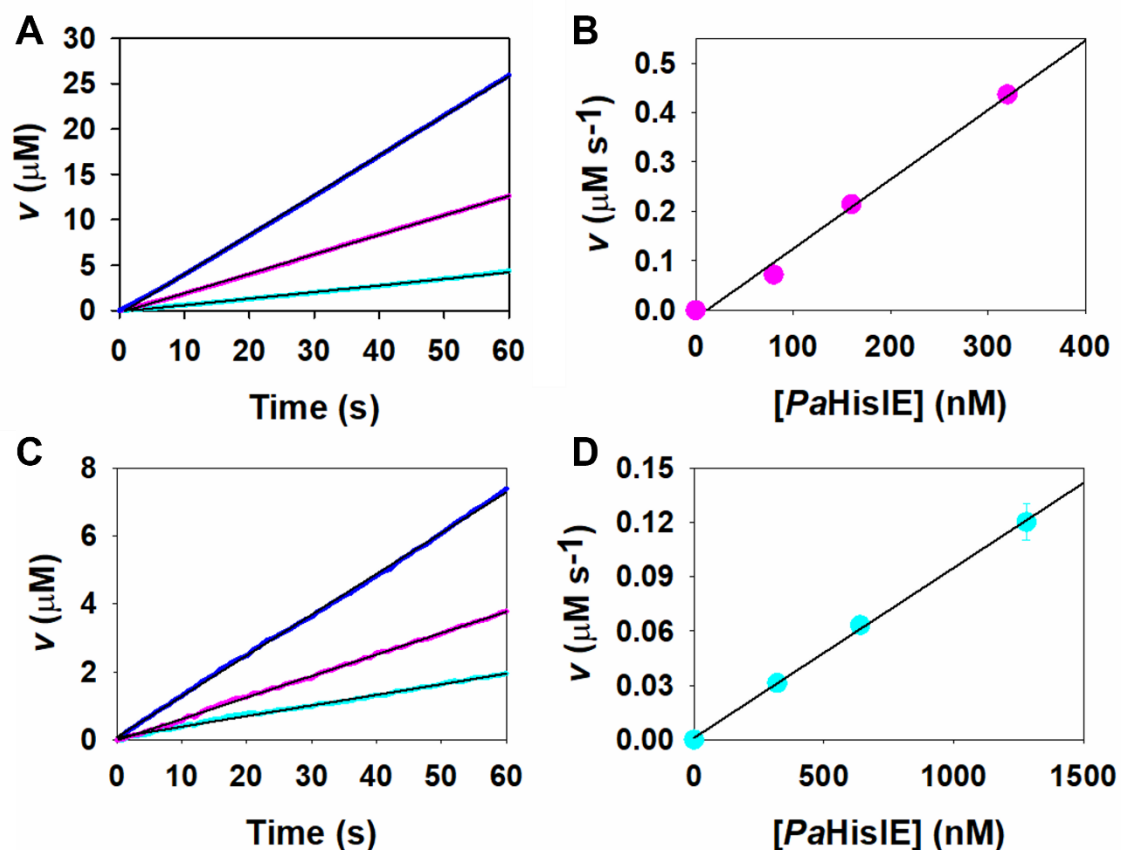 A
30
25
20
15
10
5
0
v (μM)
0 10 20 30 40 50 60
Time (s)
B
0.5
0.4
0.3
0.2
0.1
0.0
v (μM s-1)
0 100 200 300 400
[PaHisIE] (nM)
C
8
6
4
2
0
v (μM)
0 10 20 30 40 50 60
Time (s)
D
0.15
0.12
0.09
0.06
0.03
0.00
v (μM s-1)
0 500 1000 1500
[PaHisIE] (nM)